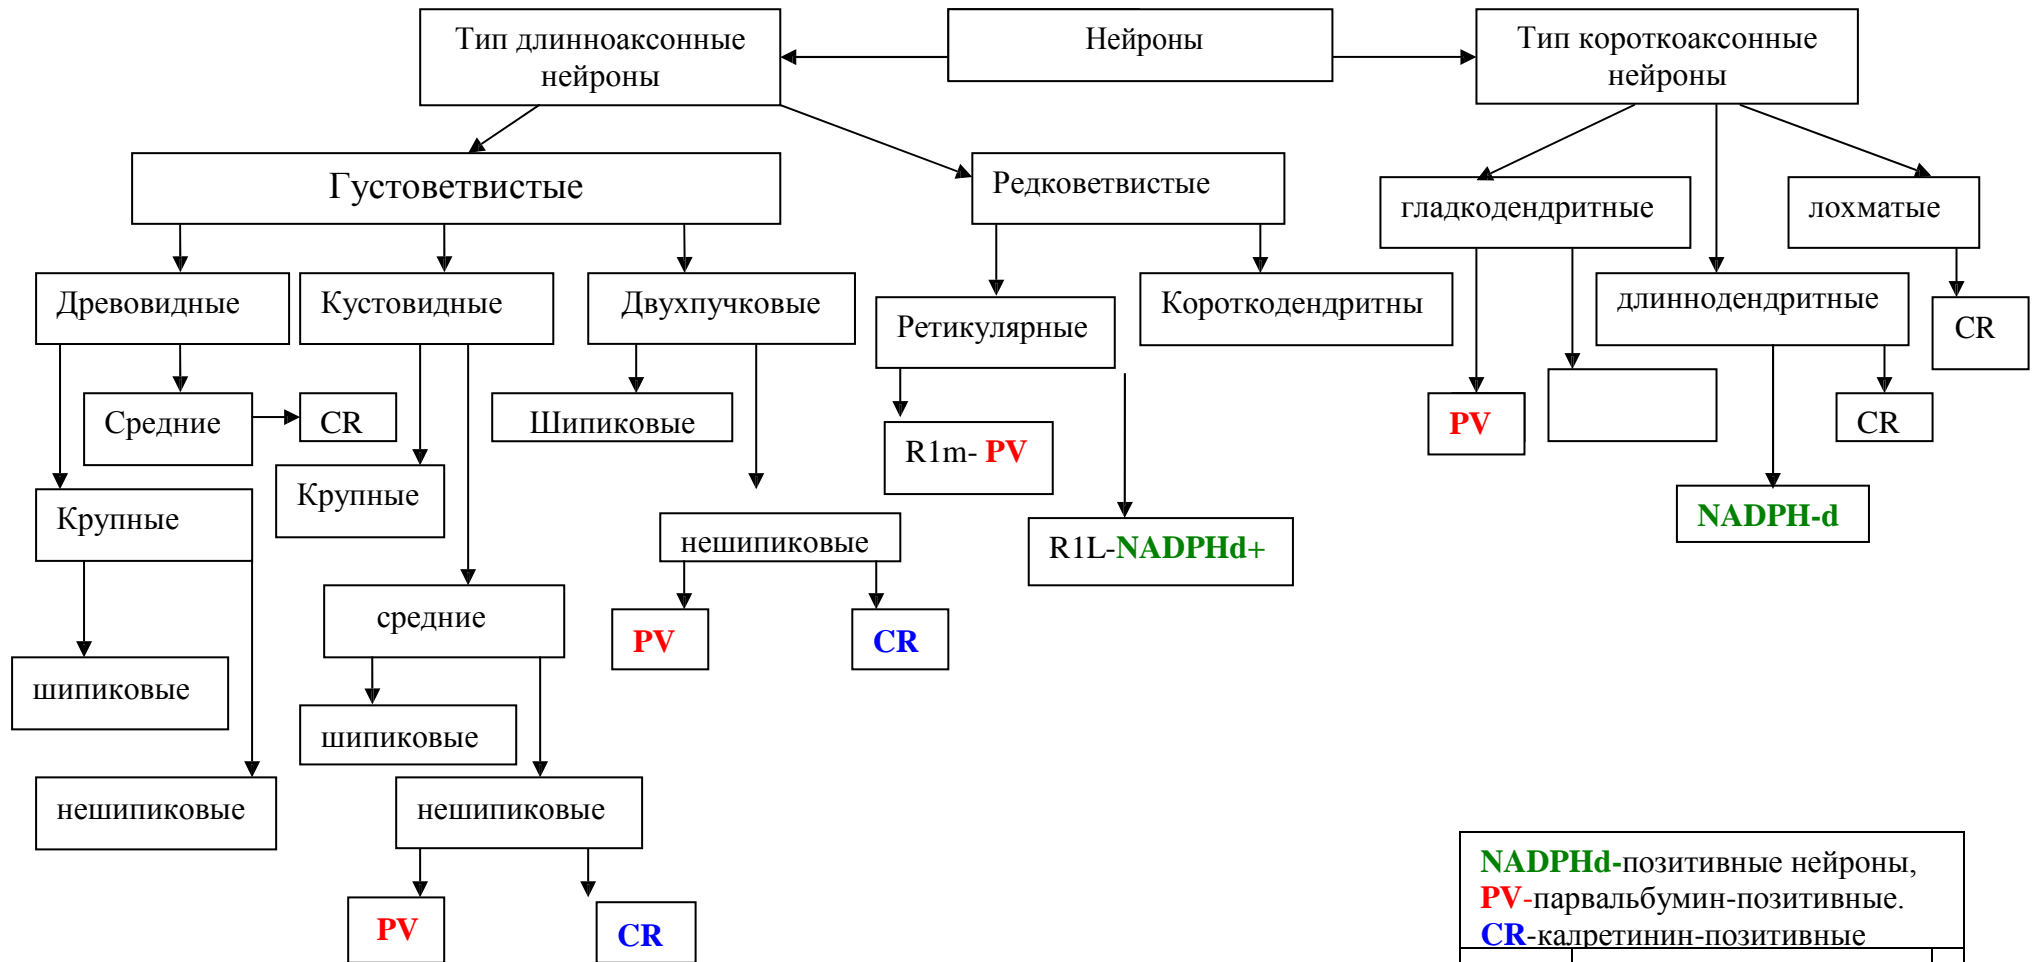 Тип длинноаксонные
нейроны
Нейроны
Тип короткоаксонные
нейроны
Густоветвистые
Редковетвистые
гладкодендритные
лохматые
Древовидные
Кустовидные
Двухпучковые
Ретикулярные
Короткодендритны
длиннодендритные
CR
Средние
CR
Шипиковые
R1m- PV
PV
CR
Крупные
Крупные
нешипиковые
R1L-NADPHd+
NADPH-d
средние
PV
CR
шипиковые
шипиковые
нешипиковые
нешипиковые
PV
CR
NADPHd-позитивные нейроны,
PV-парвальбумин-позитивные.
CR-калретинин-позитивные